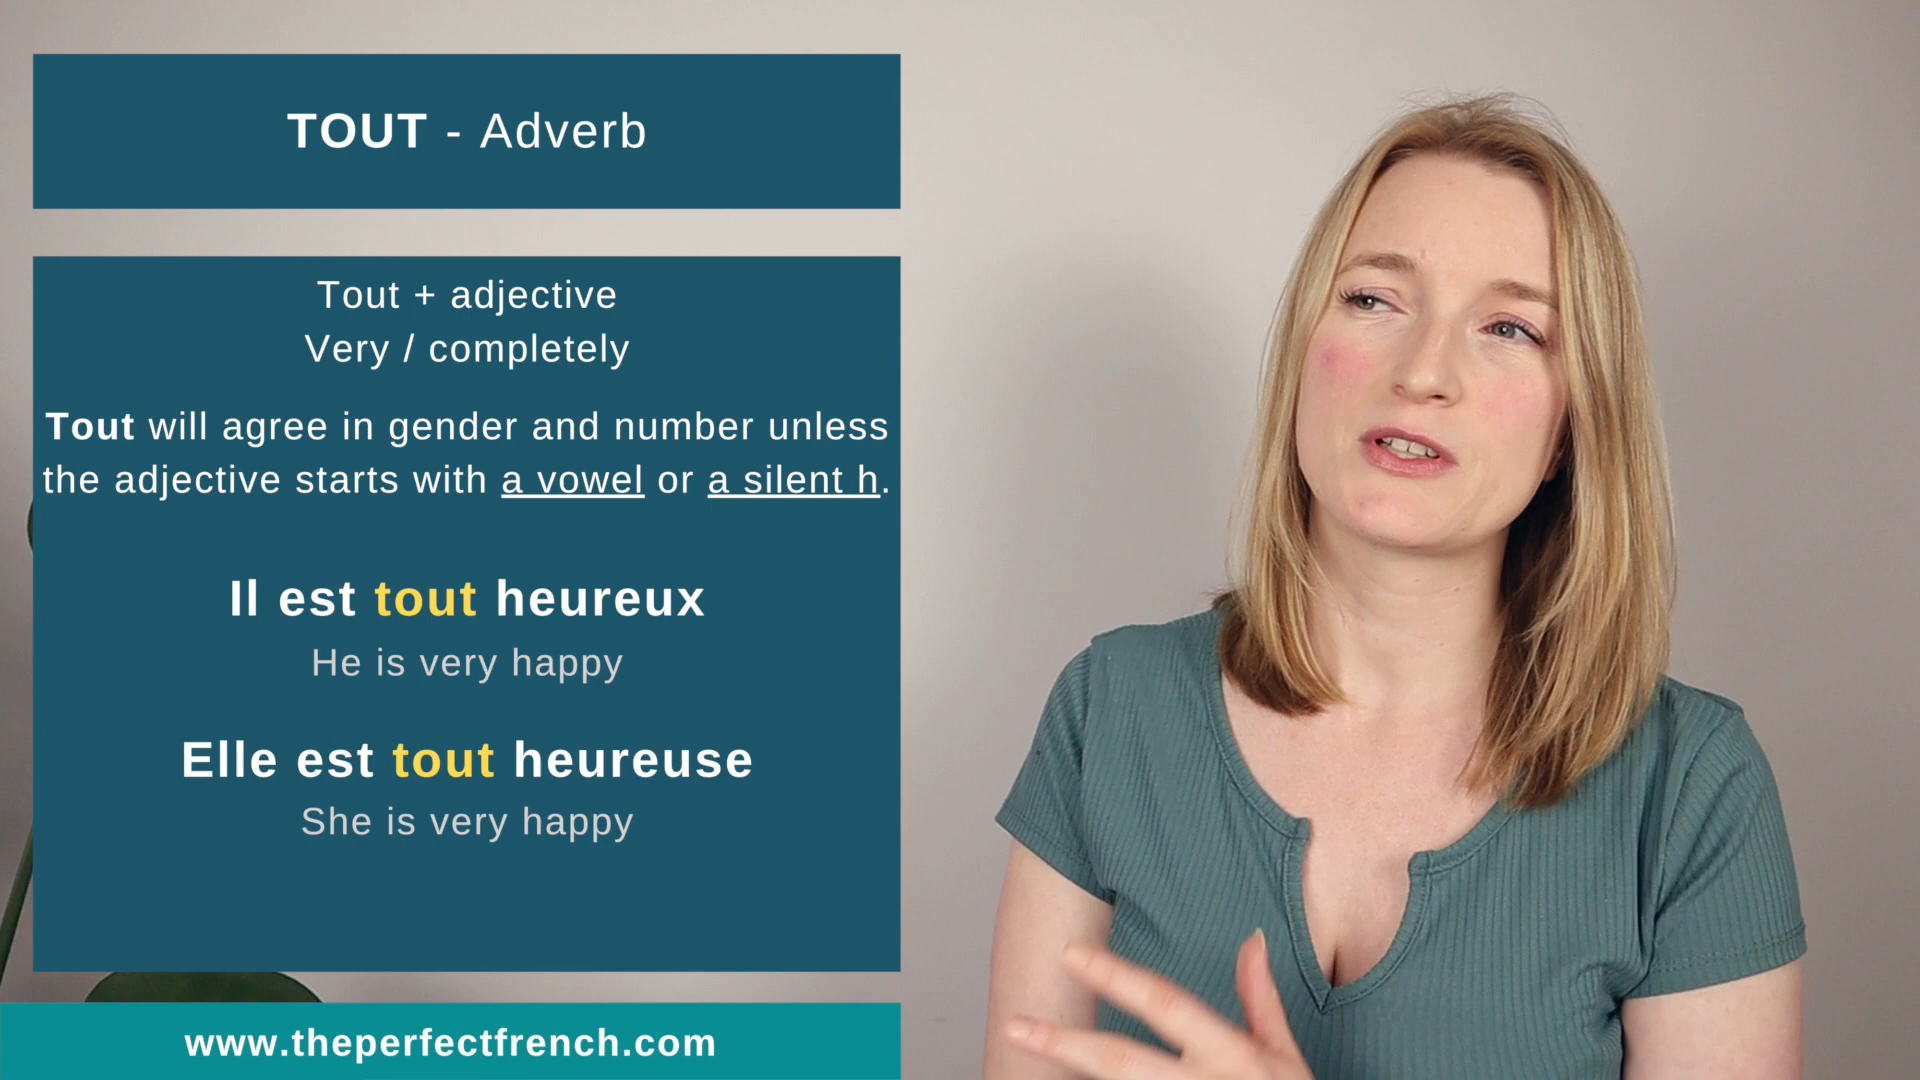 TOUT - Adverb
Tout + adjective
Very / completely
Tout will agree in gender and number unless
the adjective starts with a vowel or a silent h.
Il est tout heureux
He is very happy
Elle est tout heureuse
She is very happy
www.theperfectfrench.com